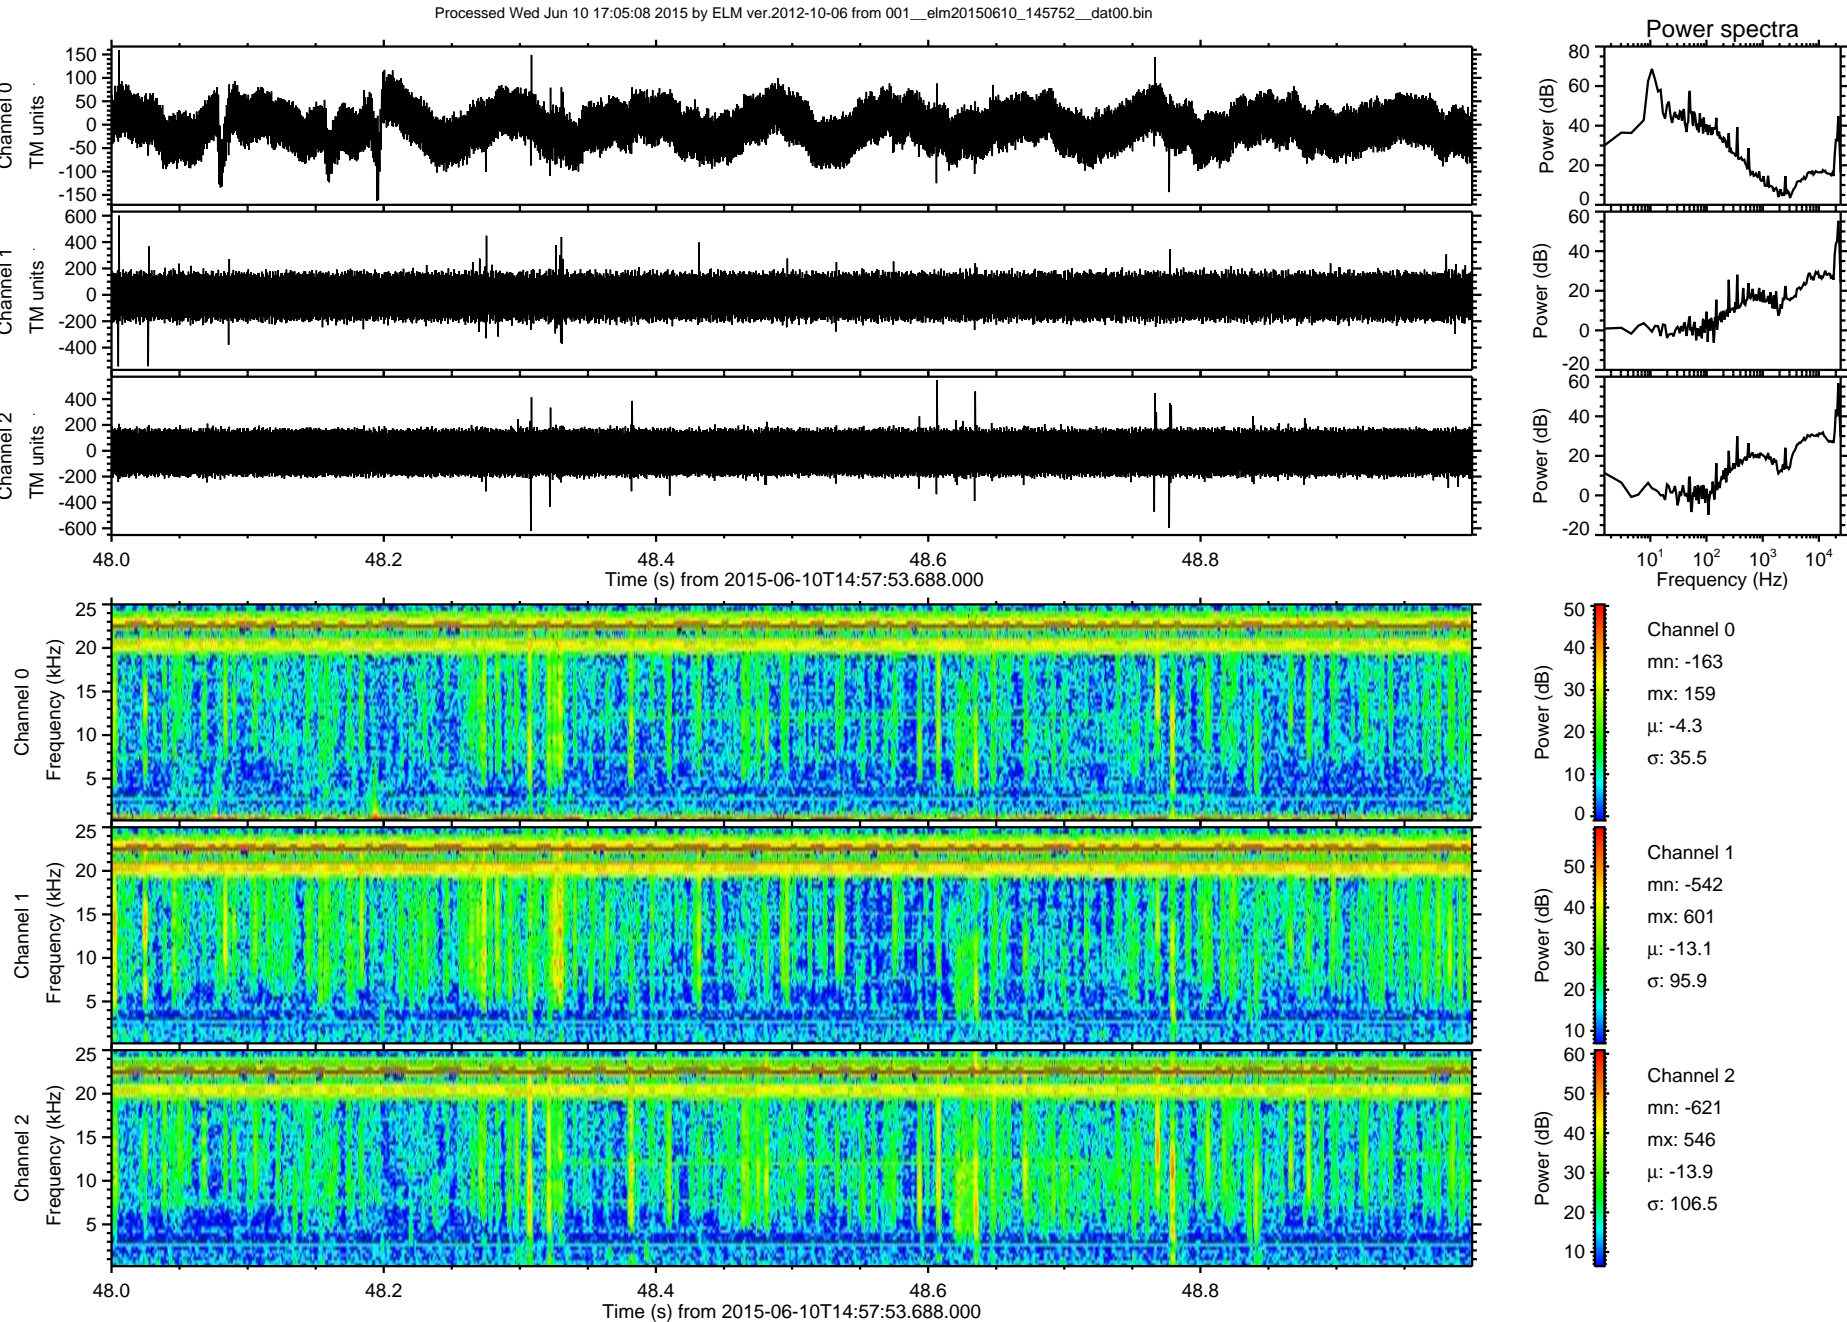 Processed Wed Jun 10 17:05:08 2015 by ELM ver.2012-10-06 from 001__elm20150610_145752__dat00.bin
Power spectra
Channel 0
TM units
150
100
50
0
-50
-100
-150
Power (dB)
80
60
40
20
0
Channel 1
TM units
600
400
200
0
-200
-400
Power (dB)
60
40
20
0
-20
Channel 2
TM units
400
200
0
-200
-400
-600
Power (dB)
60
40
20
0
-20
48.0 48.2 48.4 48.6 48.8
Time (s) from 2015-06-10T14:57:53.688.000
10¹ 10² 10³ 10⁴
Frequency (Hz)
Channel 0
Frequency (kHz)
25
20
15
10
5
Power (dB)
50
40
30
20
10
0
Channel 0
mn: -163
mx: 159
μ: -4.3
σ: 35.5
Channel 1
Frequency (kHz)
25
20
15
10
5
Power (dB)
50
40
30
20
10
Channel 1
mn: -542
mx: 601
μ: -13.1
σ: 95.9
Channel 2
Frequency (kHz)
25
20
15
10
5
Power (dB)
60
50
40
30
20
10
Channel 2
mn: -621
mx: 546
μ: -13.9
σ: 106.5
48.0 48.2 48.4 48.6 48.8
Time (s) from 2015-06-10T14:57:53.688.000